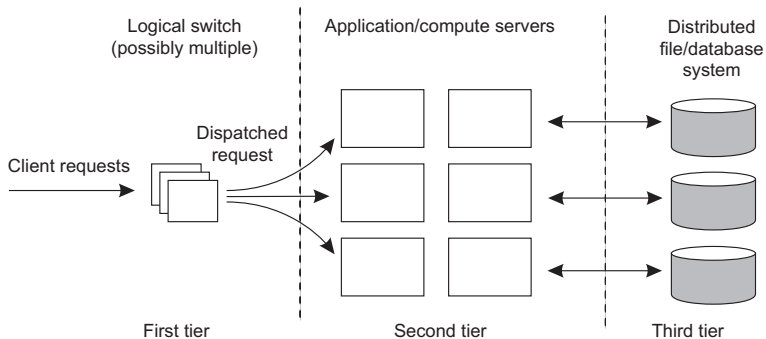 Logical switch
(possibly multiple)
Application/compute servers
Distributed
file/database
system
Dispatched
request
Client requests
First tier
Second tier
Third tier